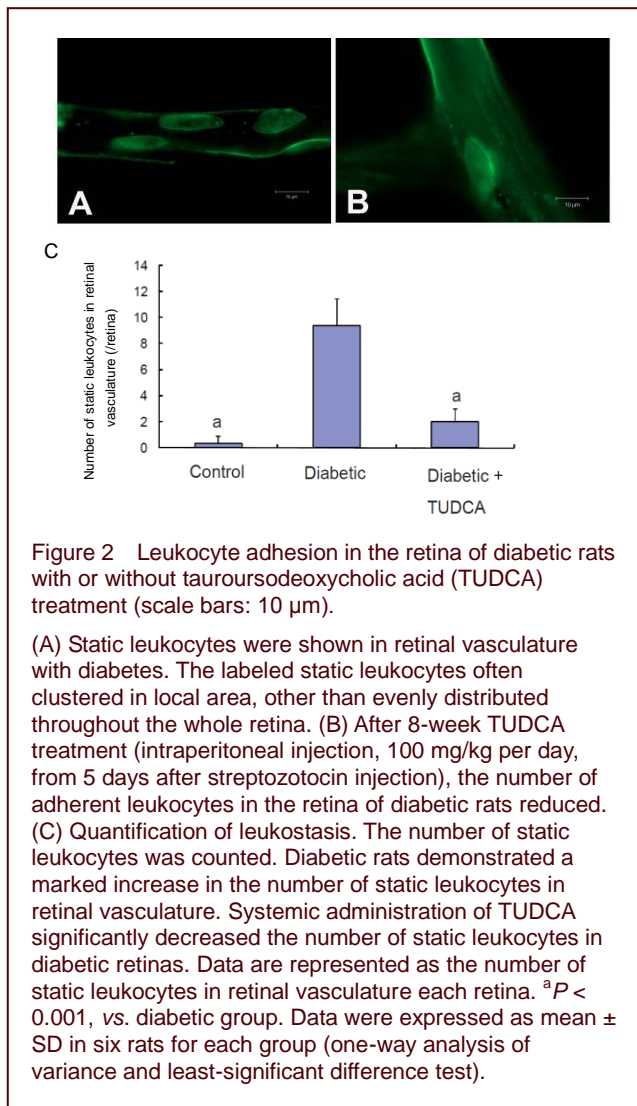 A
10 µm
B
10 µm
C
Number of static leukocytes in retinal
vasculature (/retina)
14
12
10
8
6
4
2
0
a
a
Control
Diabetic
Diabetic +
TUDCA
Figure 2 Leukocyte adhesion in the retina of diabetic rats
with or without tauroursodeoxycholic acid (TUDCA)
treatment (scale bars: 10 µm).
(A) Static leukocytes were shown in retinal vasculature
with diabetes. The labeled static leukocytes often
clustered in local area, other than evenly distributed
throughout the whole retina. (B) After 8-week TUDCA
treatment (intraperitoneal injection, 100 mg/kg per day,
from 5 days after streptozotocin injection), the number of
adherent leukocytes in the retina of diabetic rats reduced.
(C) Quantification of leukostasis. The number of static
leukocytes was counted. Diabetic rats demonstrated a
marked increase in the number of static leukocytes in
retinal vasculature. Systemic administration of TUDCA
significantly decreased the number of static leukocytes in
diabetic retinas. Data are represented as the number of
static leukocytes in retinal vasculature each retina. ᵃP <
0.001, vs. diabetic group. Data were expressed as mean ±
SD in six rats for each group (one-way analysis of
variance and least-significant difference test).